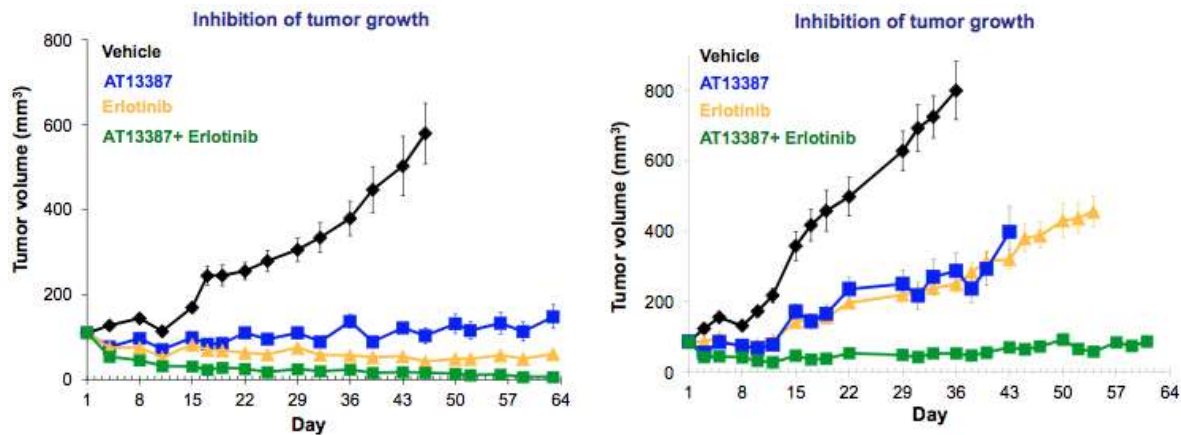 Inhibition of tumor growth
800
600
400
200
0
Tumor volume (mm³)
Vehicle
AT13387
Erlotinib
AT13387+ Erlotinib
1 8 15 22 29 36 43 50 57 64
Day
Inhibition of tumor growth
800
600
400
200
0
Tumor volume (mm³)
Vehicle
AT13387
Erlotinib
AT13387+ Erlotinib
1 8 15 22 29 36 43 50 57 64
Day